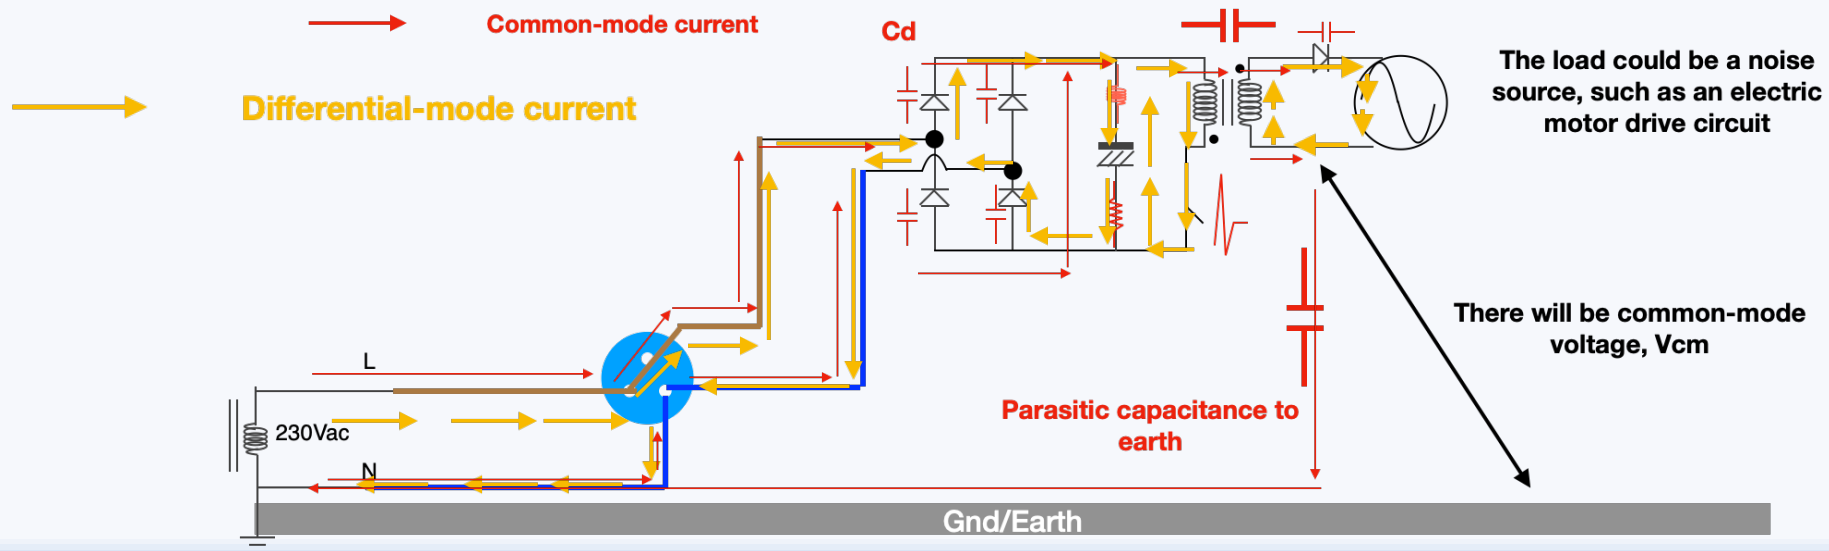 Common-mode current
Cd
Differential-mode current
The load could be a noise
source, such as an electric
motor drive circuit
There will be common-mode
voltage, Vcm
L
230Vac
N
Parasitic capacitance to
earth
Gnd/Earth